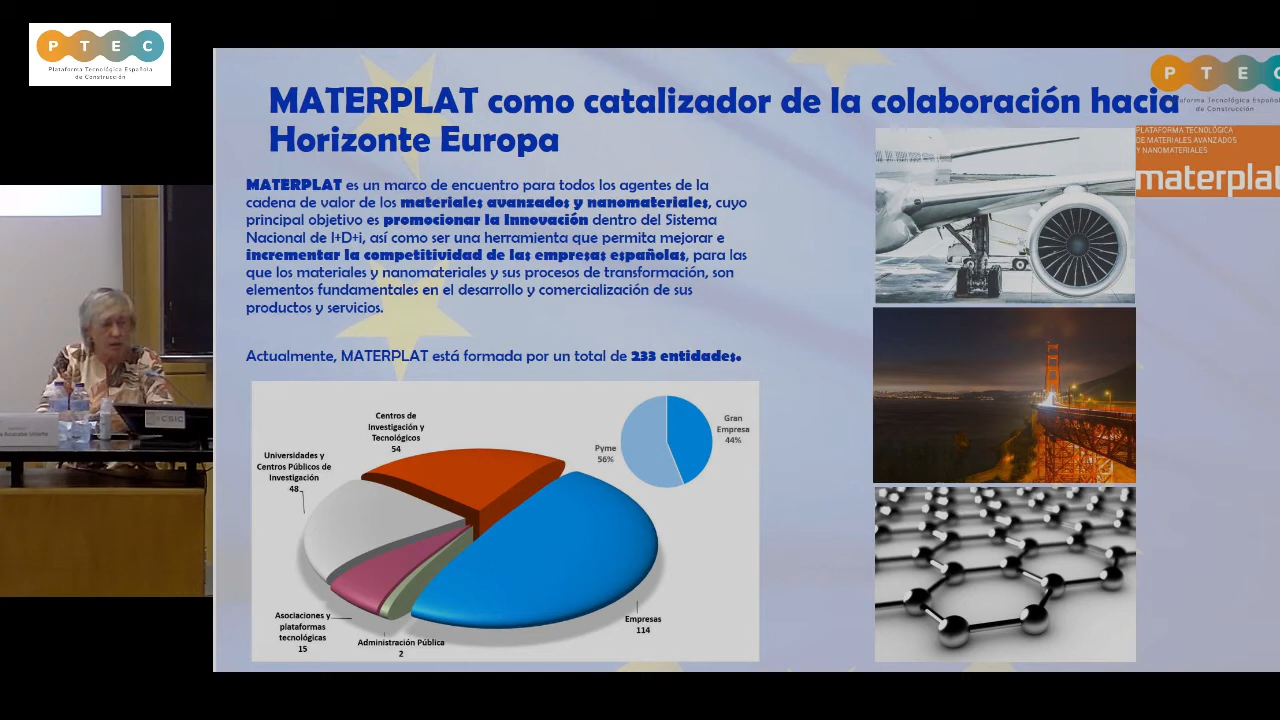 P T E C
Plataforma Tecnológica Española
de Construcción
MATERPLAT como catalizador de la colaboración hacia
Horizonte Europa
P T E C
aforma Tecnológica Española
de Construcción
PLATAFORMA TECNOLÓGICA
DE MATERIALES AVANZADOS
Y NANOMATERIALES
materplat
MATERPLAT es un marco de encuentro para todos los agentes de la
cadena de valor de los materiales avanzados y nanomateriales, cuyo
principal objetivo es promocionar la Innovación dentro del Sistema
Nacional de I+D+i, así como ser una herramienta que permita mejorar e
incrementar la competitividad de las empresas españolas, para las
que los materiales y nanomateriales y sus procesos de transformación, son
elementos fundamentales en el desarrollo y comercialización de sus
productos y servicios.
Actualmente, MATERPLAT está formada por un total de 233 entidades.
Centros de
Investigación y
Tecnológicos
54
Gran
Empresa
44%
Pyme
56%
Universidades y
Centros Públicos de
Investigación
48
Asociaciones y
plataformas
tecnológicas
15
Administración Pública
2
Empresas
114
CSIC